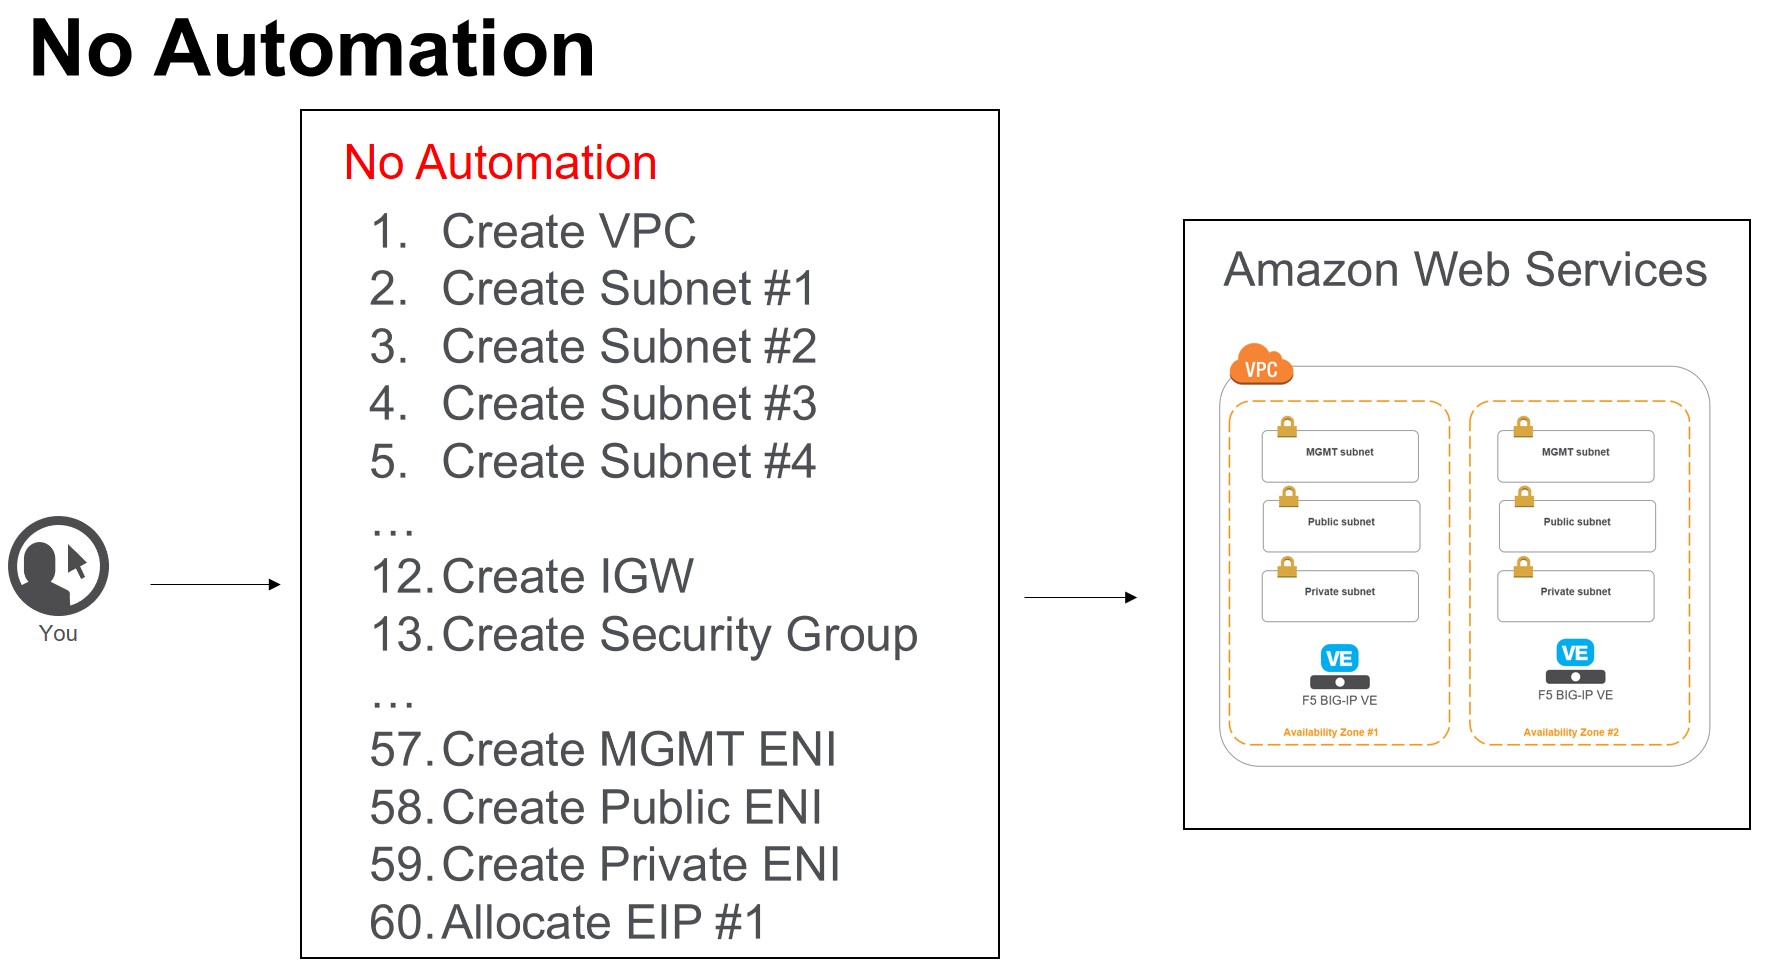 No Automation
No Automation
1. Create VPC
2. Create Subnet #1
3. Create Subnet #2
4. Create Subnet #3
5. Create Subnet #4
...
12. Create IGW
13. Create Security Group
...
57. Create MGMT ENI
58. Create Public ENI
59. Create Private ENI
60. Allocate EIP #1
You
Amazon Web Services
VPC
MGMT subnet
Public subnet
Private subnet
VE
F5 BIG-IP VE
Availability Zone #1
MGMT subnet
Public subnet
Private subnet
VE
F5 BIG-IP VE
Availability Zone #2